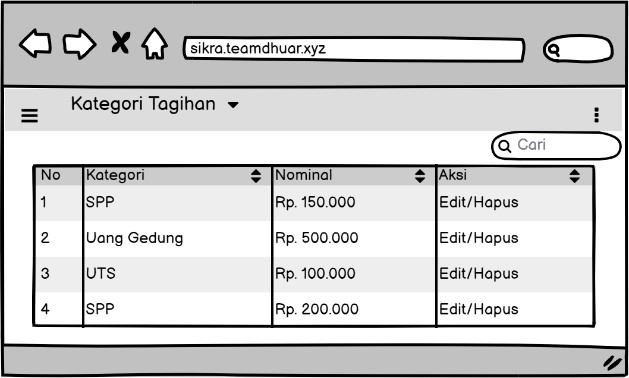 sikra.teamdhuar.xyz
Kategori Tagihan
Cari
No Kategori Nominal Aksi
1 SPP Rp. 150.000 Edit/Hapus
2 Uang Gedung Rp. 500.000 Edit/Hapus
3 UTS Rp. 100.000 Edit/Hapus
4 SPP Rp. 200.000 Edit/Hapus